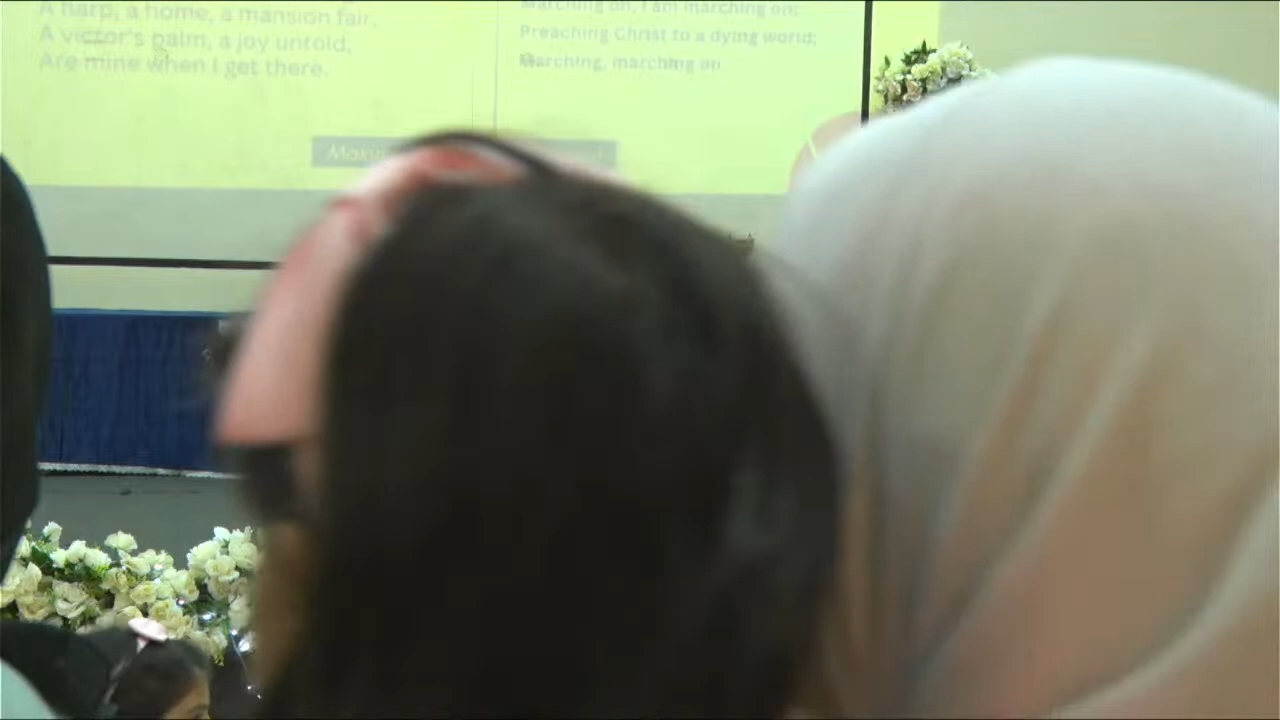 A harp, a home, a mansion fair,
A victor's palm, a joy untold,
Are mine when I get there.
Marching on, I am marching on;
Preaching Christ to a dying world;
Marching, marching on